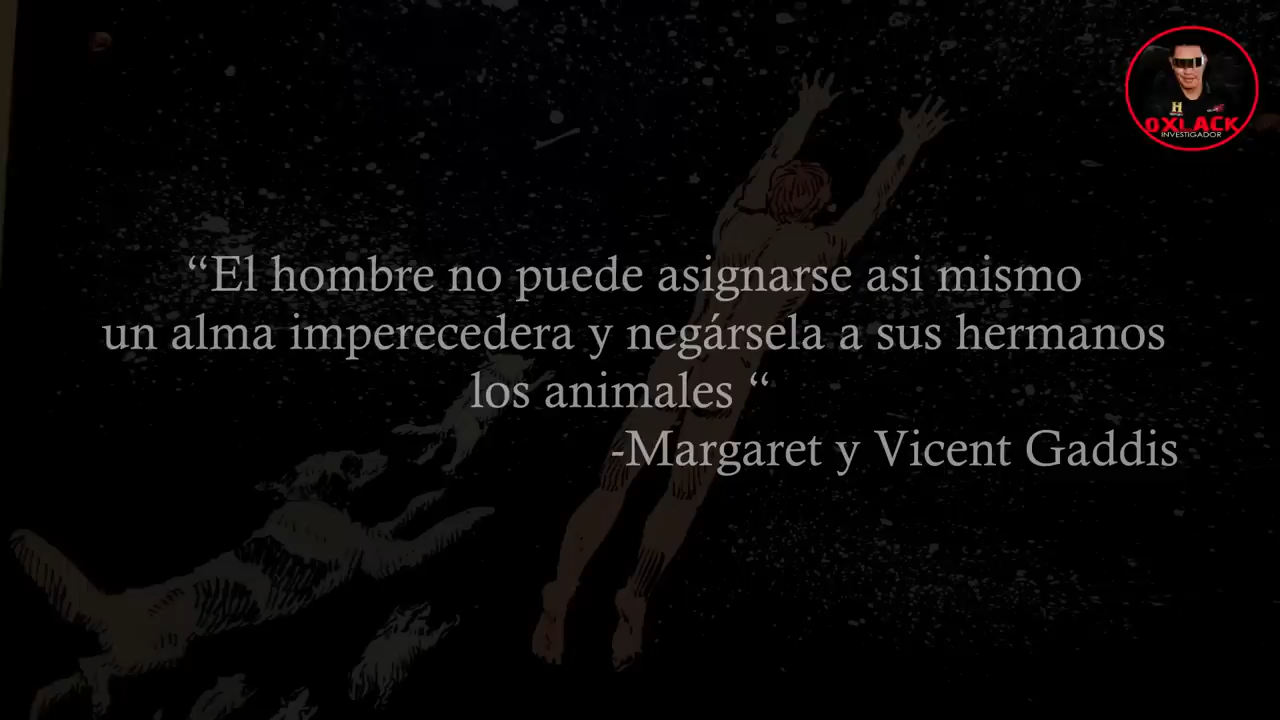 “El hombre no puede asignarse asi mismo
un alma imperecedera y negársela a sus hermanos
los animales “
-Margaret y Vicent Gaddis
H
OXLACK
INVESTIGADOR